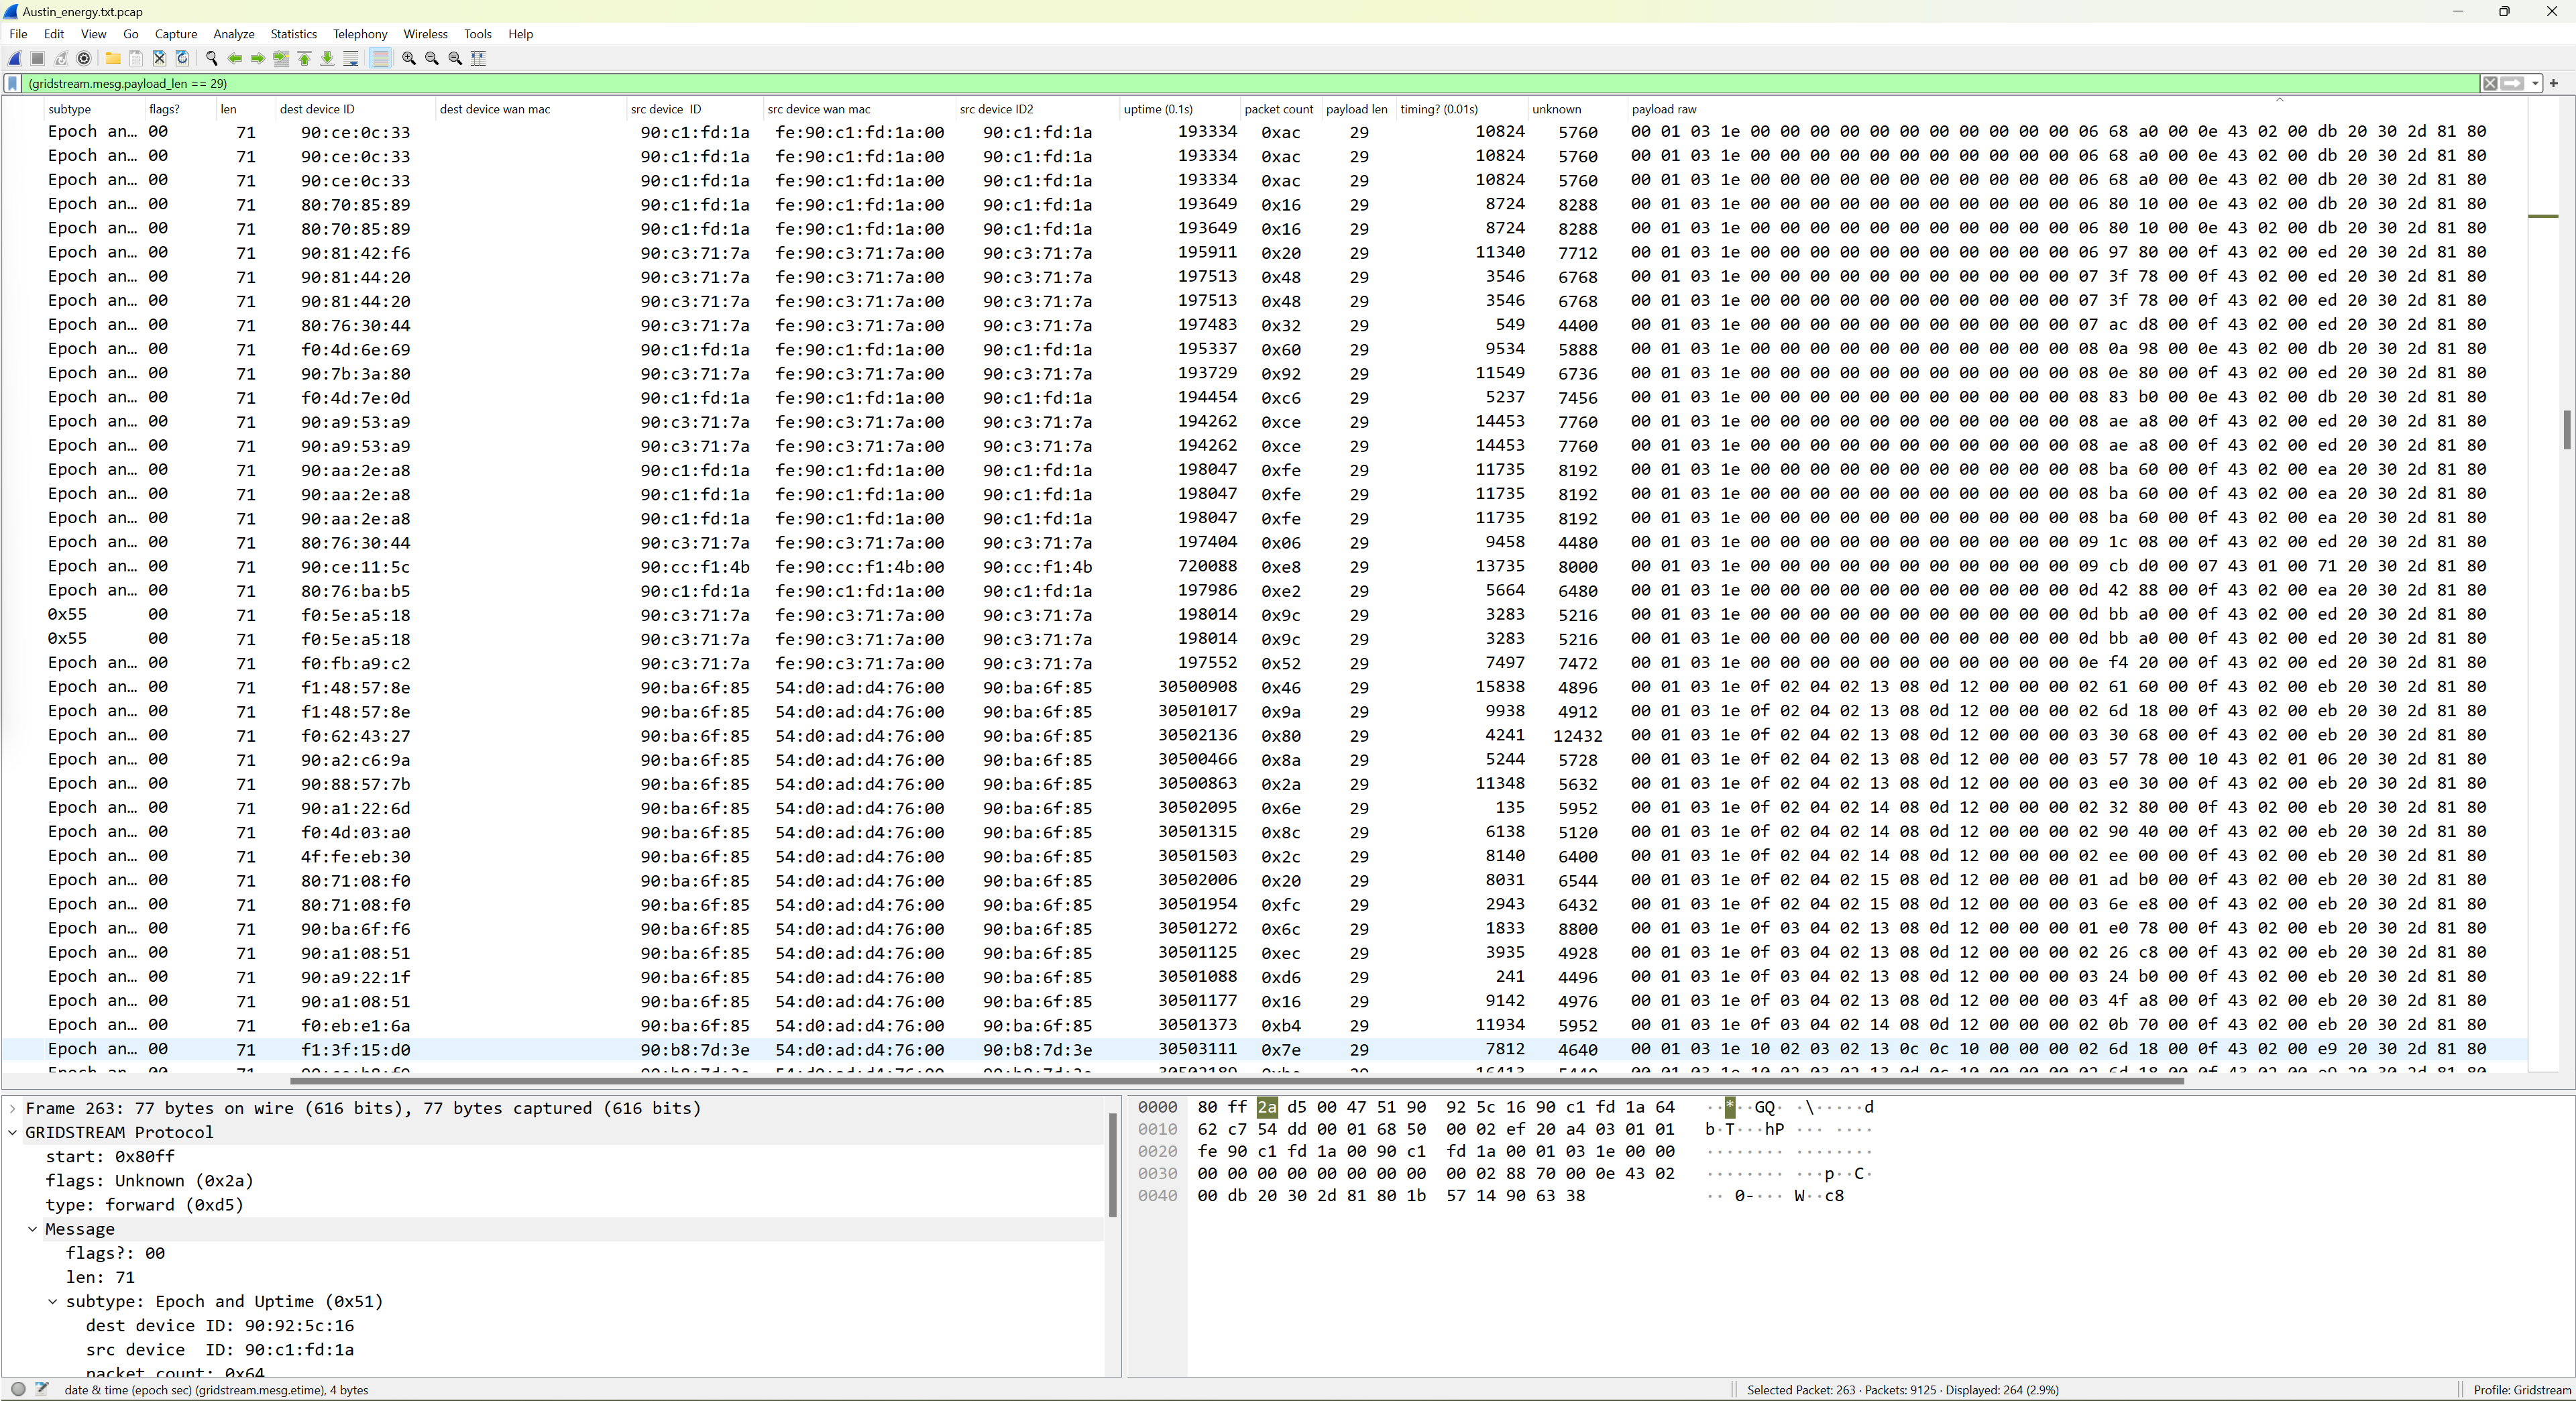 Austin_energy.txt.pcap
File Edit View Go Capture Analyze Statistics Telephony Wireless Tools Help
(gridstream.mesg.payload_len == 29)
subtype flags? len dest device ID dest device wan mac src device ID src device wan mac src device ID2 uptime (0.1s) packet count payload len timing? (0.01s) unknown payload raw
Epoch an… 00 71 90:ce:0c:33 90:c1:fd:1a fe:90:c1:fd:1a:00 90:c1:fd:1a 193334 0xac 29 10824 5760 00 01 03 1e 00 00 00 00 00 00 00 00 00 00 00 06 68 a0 00 0e 43 02 00 db 20 30 2d 81 80
Epoch an… 00 71 90:ce:0c:33 90:c1:fd:1a fe:90:c1:fd:1a:00 90:c1:fd:1a 193334 0xac 29 10824 5760 00 01 03 1e 00 00 00 00 00 00 00 00 00 00 00 06 68 a0 00 0e 43 02 00 db 20 30 2d 81 80
Epoch an… 00 71 90:ce:0c:33 90:c1:fd:1a fe:90:c1:fd:1a:00 90:c1:fd:1a 193334 0xac 29 10824 5760 00 01 03 1e 00 00 00 00 00 00 00 00 00 00 00 06 68 a0 00 0e 43 02 00 db 20 30 2d 81 80
Epoch an… 00 71 80:70:85:89 90:c1:fd:1a fe:90:c1:fd:1a:00 90:c1:fd:1a 193649 0x16 29 8724 8288 00 01 03 1e 00 00 00 00 00 00 00 00 00 00 00 06 80 10 00 0e 43 02 00 db 20 30 2d 81 80
Epoch an… 00 71 80:70:85:89 90:c1:fd:1a fe:90:c1:fd:1a:00 90:c1:fd:1a 193649 0x16 29 8724 8288 00 01 03 1e 00 00 00 00 00 00 00 00 00 00 00 06 80 10 00 0e 43 02 00 db 20 30 2d 81 80
Epoch an… 00 71 90:81:42:f6 90:c3:71:7a fe:90:c3:71:7a:00 90:c3:71:7a 195911 0x20 29 11340 7712 00 01 03 1e 00 00 00 00 00 00 00 00 00 00 00 06 97 80 00 0f 43 02 00 ed 20 30 2d 81 80
Epoch an… 00 71 90:81:44:20 90:c3:71:7a fe:90:c3:71:7a:00 90:c3:71:7a 197513 0x48 29 3546 6768 00 01 03 1e 00 00 00 00 00 00 00 00 00 00 00 07 3f 78 00 0f 43 02 00 ed 20 30 2d 81 80
Epoch an… 00 71 90:81:44:20 90:c3:71:7a fe:90:c3:71:7a:00 90:c3:71:7a 197513 0x48 29 3546 6768 00 01 03 1e 00 00 00 00 00 00 00 00 00 00 00 07 3f 78 00 0f 43 02 00 ed 20 30 2d 81 80
Epoch an… 00 71 80:76:30:44 90:c3:71:7a fe:90:c3:71:7a:00 90:c3:71:7a 197483 0x32 29 549 4400 00 01 03 1e 00 00 00 00 00 00 00 00 00 00 00 07 ac d8 00 0f 43 02 00 ed 20 30 2d 81 80
Epoch an… 00 71 f0:4d:6e:69 90:c1:fd:1a fe:90:c1:fd:1a:00 90:c1:fd:1a 195337 0x60 29 9534 5888 00 01 03 1e 00 00 00 00 00 00 00 00 00 00 00 08 0a 98 00 0e 43 02 00 db 20 30 2d 81 80
Epoch an… 00 71 90:7b:3a:80 90:c3:71:7a fe:90:c3:71:7a:00 90:c3:71:7a 193729 0x92 29 11549 6736 00 01 03 1e 00 00 00 00 00 00 00 00 00 00 00 08 0e 80 00 0f 43 02 00 ed 20 30 2d 81 80
Epoch an… 00 71 f0:4d:7e:0d 90:c1:fd:1a fe:90:c1:fd:1a:00 90:c1:fd:1a 194454 0xc6 29 5237 7456 00 01 03 1e 00 00 00 00 00 00 00 00 00 00 00 08 83 b0 00 0e 43 02 00 db 20 30 2d 81 80
Epoch an… 00 71 90:a9:53:a9 90:c3:71:7a fe:90:c3:71:7a:00 90:c3:71:7a 194262 0xce 29 14453 7760 00 01 03 1e 00 00 00 00 00 00 00 00 00 00 00 08 ae a8 00 0f 43 02 00 ed 20 30 2d 81 80
Epoch an… 00 71 90:a9:53:a9 90:c3:71:7a fe:90:c3:71:7a:00 90:c3:71:7a 194262 0xce 29 14453 7760 00 01 03 1e 00 00 00 00 00 00 00 00 00 00 00 08 ae a8 00 0f 43 02 00 ed 20 30 2d 81 80
Epoch an… 00 71 90:aa:2e:a8 90:c1:fd:1a fe:90:c1:fd:1a:00 90:c1:fd:1a 198047 0xfe 29 11735 8192 00 01 03 1e 00 00 00 00 00 00 00 00 00 00 00 08 ba 60 00 0f 43 02 00 ea 20 30 2d 81 80
Epoch an… 00 71 90:aa:2e:a8 90:c1:fd:1a fe:90:c1:fd:1a:00 90:c1:fd:1a 198047 0xfe 29 11735 8192 00 01 03 1e 00 00 00 00 00 00 00 00 00 00 00 08 ba 60 00 0f 43 02 00 ea 20 30 2d 81 80
Epoch an… 00 71 90:aa:2e:a8 90:c1:fd:1a fe:90:c1:fd:1a:00 90:c1:fd:1a 198047 0xfe 29 11735 8192 00 01 03 1e 00 00 00 00 00 00 00 00 00 00 00 08 ba 60 00 0f 43 02 00 ea 20 30 2d 81 80
Epoch an… 00 71 80:76:30:44 90:c3:71:7a fe:90:c3:71:7a:00 90:c3:71:7a 197404 0x06 29 9458 4480 00 01 03 1e 00 00 00 00 00 00 00 00 00 00 00 09 1c 08 00 0f 43 02 00 ed 20 30 2d 81 80
Epoch an… 00 71 90:ce:11:5c 90:cc:f1:4b fe:90:cc:f1:4b:00 90:cc:f1:4b 720088 0xe8 29 13735 8000 00 01 03 1e 00 00 00 00 00 00 00 00 00 00 00 09 cb d0 00 07 43 01 00 71 20 30 2d 81 80
Epoch an… 00 71 80:76:ba:b5 90:c1:fd:1a fe:90:c1:fd:1a:00 90:c1:fd:1a 197986 0xe2 29 5664 6480 00 01 03 1e 00 00 00 00 00 00 00 00 00 00 00 0d 42 88 00 0f 43 02 00 ea 20 30 2d 81 80
0x55 00 71 f0:5e:a5:18 90:c3:71:7a fe:90:c3:71:7a:00 90:c3:71:7a 198014 0x9c 29 3283 5216 00 01 03 1e 00 00 00 00 00 00 00 00 00 00 00 0d bb a0 00 0f 43 02 00 ed 20 30 2d 81 80
0x55 00 71 f0:5e:a5:18 90:c3:71:7a fe:90:c3:71:7a:00 90:c3:71:7a 198014 0x9c 29 3283 5216 00 01 03 1e 00 00 00 00 00 00 00 00 00 00 00 0d bb a0 00 0f 43 02 00 ed 20 30 2d 81 80
Epoch an… 00 71 f0:fb:a9:c2 90:c3:71:7a fe:90:c3:71:7a:00 90:c3:71:7a 197552 0x52 29 7497 7472 00 01 03 1e 00 00 00 00 00 00 00 00 00 00 00 0e f4 20 00 0f 43 02 00 ed 20 30 2d 81 80
Epoch an… 00 71 f1:48:57:8e 90:ba:6f:85 54:d0:ad:d4:76:00 90:ba:6f:85 30500908 0x46 29 15838 4896 00 01 03 1e 0f 02 04 02 13 08 0d 12 00 00 00 02 61 60 00 0f 43 02 00 eb 20 30 2d 81 80
Epoch an… 00 71 f1:48:57:8e 90:ba:6f:85 54:d0:ad:d4:76:00 90:ba:6f:85 30501017 0x9a 29 9938 4912 00 01 03 1e 0f 02 04 02 13 08 0d 12 00 00 00 02 6d 18 00 0f 43 02 00 eb 20 30 2d 81 80
Epoch an… 00 71 f0:62:43:27 90:ba:6f:85 54:d0:ad:d4:76:00 90:ba:6f:85 30502136 0x80 29 4241 12432 00 01 03 1e 0f 02 04 02 13 08 0d 12 00 00 00 03 30 68 00 0f 43 02 00 eb 20 30 2d 81 80
Epoch an… 00 71 90:a2:c6:9a 90:ba:6f:85 54:d0:ad:d4:76:00 90:ba:6f:85 30500466 0x8a 29 5244 5728 00 01 03 1e 0f 02 04 02 13 08 0d 12 00 00 00 03 57 78 00 10 43 02 01 06 20 30 2d 81 80
Epoch an… 00 71 90:88:57:7b 90:ba:6f:85 54:d0:ad:d4:76:00 90:ba:6f:85 30500863 0x2a 29 11348 5632 00 01 03 1e 0f 02 04 02 13 08 0d 12 00 00 00 03 e0 30 00 0f 43 02 00 eb 20 30 2d 81 80
Epoch an… 00 71 90:a1:22:6d 90:ba:6f:85 54:d0:ad:d4:76:00 90:ba:6f:85 30502095 0x6e 29 135 5952 00 01 03 1e 0f 02 04 02 14 08 0d 12 00 00 00 02 32 80 00 0f 43 02 00 eb 20 30 2d 81 80
Epoch an… 00 71 f0:4d:03:a0 90:ba:6f:85 54:d0:ad:d4:76:00 90:ba:6f:85 30501315 0x8c 29 6138 5120 00 01 03 1e 0f 02 04 02 14 08 0d 12 00 00 00 02 90 40 00 0f 43 02 00 eb 20 30 2d 81 80
Epoch an… 00 71 4f:fe:eb:30 90:ba:6f:85 54:d0:ad:d4:76:00 90:ba:6f:85 30501503 0x2c 29 8140 6400 00 01 03 1e 0f 02 04 02 14 08 0d 12 00 00 00 02 ee 00 00 0f 43 02 00 eb 20 30 2d 81 80
Epoch an… 00 71 80:71:08:f0 90:ba:6f:85 54:d0:ad:d4:76:00 90:ba:6f:85 30502006 0x20 29 8031 6544 00 01 03 1e 0f 02 04 02 15 08 0d 12 00 00 00 01 ad b0 00 0f 43 02 00 eb 20 30 2d 81 80
Epoch an… 00 71 80:71:08:f0 90:ba:6f:85 54:d0:ad:d4:76:00 90:ba:6f:85 30501954 0xfc 29 2943 6432 00 01 03 1e 0f 02 04 02 15 08 0d 12 00 00 00 03 6e e8 00 0f 43 02 00 eb 20 30 2d 81 80
Epoch an… 00 71 90:ba:6f:f6 90:ba:6f:85 54:d0:ad:d4:76:00 90:ba:6f:85 30501272 0x6c 29 1833 8800 00 01 03 1e 0f 03 04 02 13 08 0d 12 00 00 00 01 e0 78 00 0f 43 02 00 eb 20 30 2d 81 80
Epoch an… 00 71 90:a1:08:51 90:ba:6f:85 54:d0:ad:d4:76:00 90:ba:6f:85 30501125 0xec 29 3935 4928 00 01 03 1e 0f 03 04 02 13 08 0d 12 00 00 00 02 26 c8 00 0f 43 02 00 eb 20 30 2d 81 80
Epoch an… 00 71 90:a9:22:1f 90:ba:6f:85 54:d0:ad:d4:76:00 90:ba:6f:85 30501088 0xd6 29 241 4496 00 01 03 1e 0f 03 04 02 13 08 0d 12 00 00 00 03 24 b0 00 0f 43 02 00 eb 20 30 2d 81 80
Epoch an… 00 71 90:a1:08:51 90:ba:6f:85 54:d0:ad:d4:76:00 90:ba:6f:85 30501177 0x16 29 9142 4976 00 01 03 1e 0f 03 04 02 13 08 0d 12 00 00 00 03 4f a8 00 0f 43 02 00 eb 20 30 2d 81 80
Epoch an… 00 71 f0:eb:e1:6a 90:ba:6f:85 54:d0:ad:d4:76:00 90:ba:6f:85 30501373 0xb4 29 11934 5952 00 01 03 1e 0f 03 04 02 14 08 0d 12 00 00 00 02 0b 70 00 0f 43 02 00 eb 20 30 2d 81 80
Epoch an… 00 71 f1:3f:15:d0 90:b8:7d:3e 54:d0:ad:d4:76:00 90:b8:7d:3e 30503111 0x7e 29 7812 4640 00 01 03 1e 10 02 03 02 13 0c 0c 10 00 00 00 02 6d 18 00 0f 43 02 00 e9 20 30 2d 81 80
Frame 263: 77 bytes on wire (616 bits), 77 bytes captured (616 bits)
GRIDSTREAM Protocol
start: 0x80ff
flags: Unknown (0x2a)
type: forward (0xd5)
Message
flags?: 00
len: 71
subtype: Epoch and Uptime (0x51)
dest device ID: 90:92:5c:16
src device ID: 90:c1:fd:1a
packet count: 0x64
0000 80 ff 2a d5 00 47 51 90 92 5c 16 90 c1 fd 1a 64 ··*··GQ· ·\·····d
0010 62 c7 54 dd 00 01 68 50 00 02 ef 20 a4 03 01 01 b·T···hP ··· ····
0020 fe 90 c1 fd 1a 00 90 c1 fd 1a 00 01 03 1e 00 00 ········ ········
0030 00 00 00 00 00 00 00 00 00 02 88 70 00 0e 43 02 ········ ···p··C·
0040 00 db 20 30 2d 81 80 1b 57 14 90 63 38 ·· 0-··· W··c8
date & time (epoch sec) (gridstream.mesg.etime), 4 bytes
Selected Packet: 263 · Packets: 9125 · Displayed: 264 (2.9%)
Profile: Gridstream